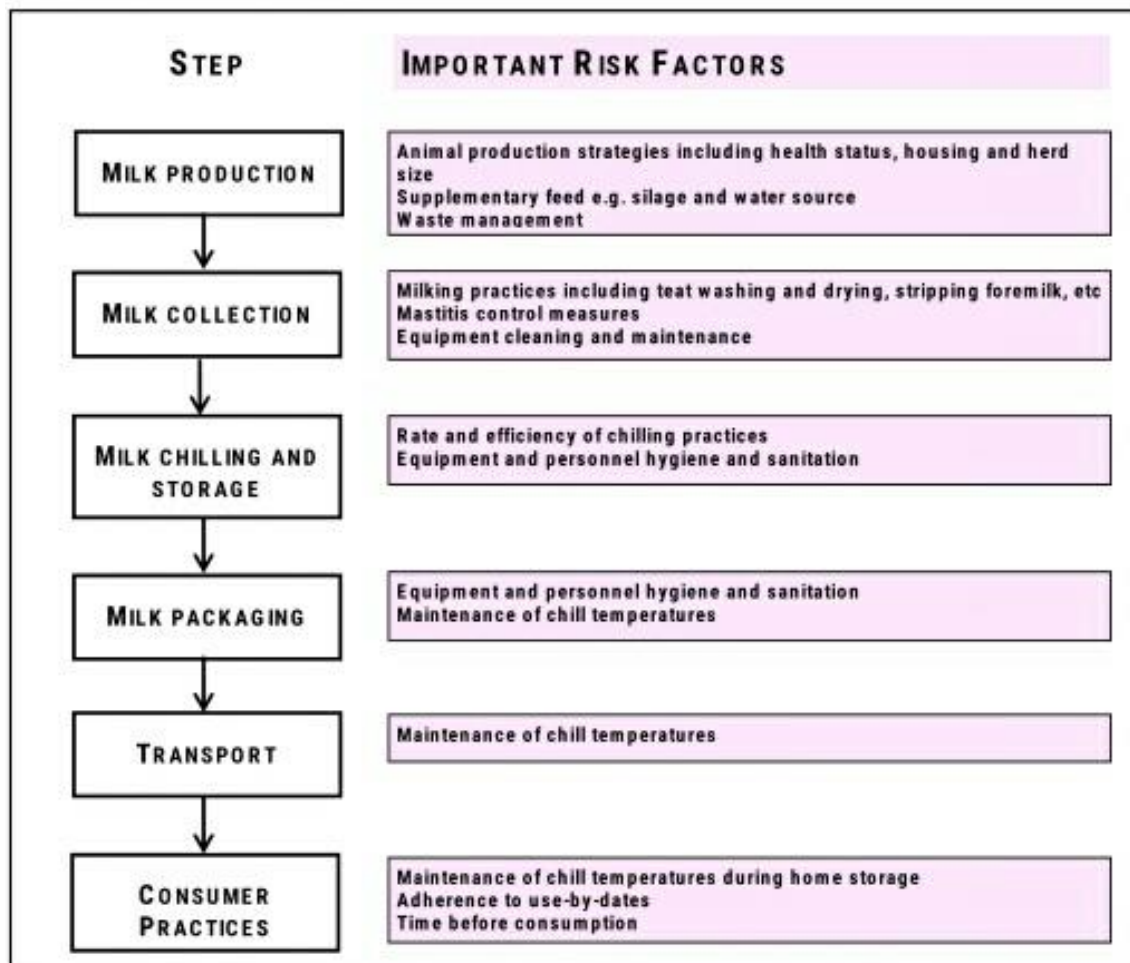 STEP
IMPORTANT RISK FACTORS
MILK PRODUCTION
Animal production strategies including health status, housing and herd
size
Supplementary feed e.g. silage and water source
Waste management
MILK COLLECTION
Milking practices including teat washing and drying, stripping foremilk, etc
Mastitis control measures
Equipment cleaning and maintenance
MILK CHILLING AND
STORAGE
Rate and efficiency of chilling practices
Equipment and personnel hygiene and sanitation
MILK PACKAGING
Equipment and personnel hygiene and sanitation
Maintenance of chill temperatures
TRANSPORT
Maintenance of chill temperatures
CONSUMER
PRACTICES
Maintenance of chill temperatures during home storage
Adherence to use-by-dates
Time before consumption